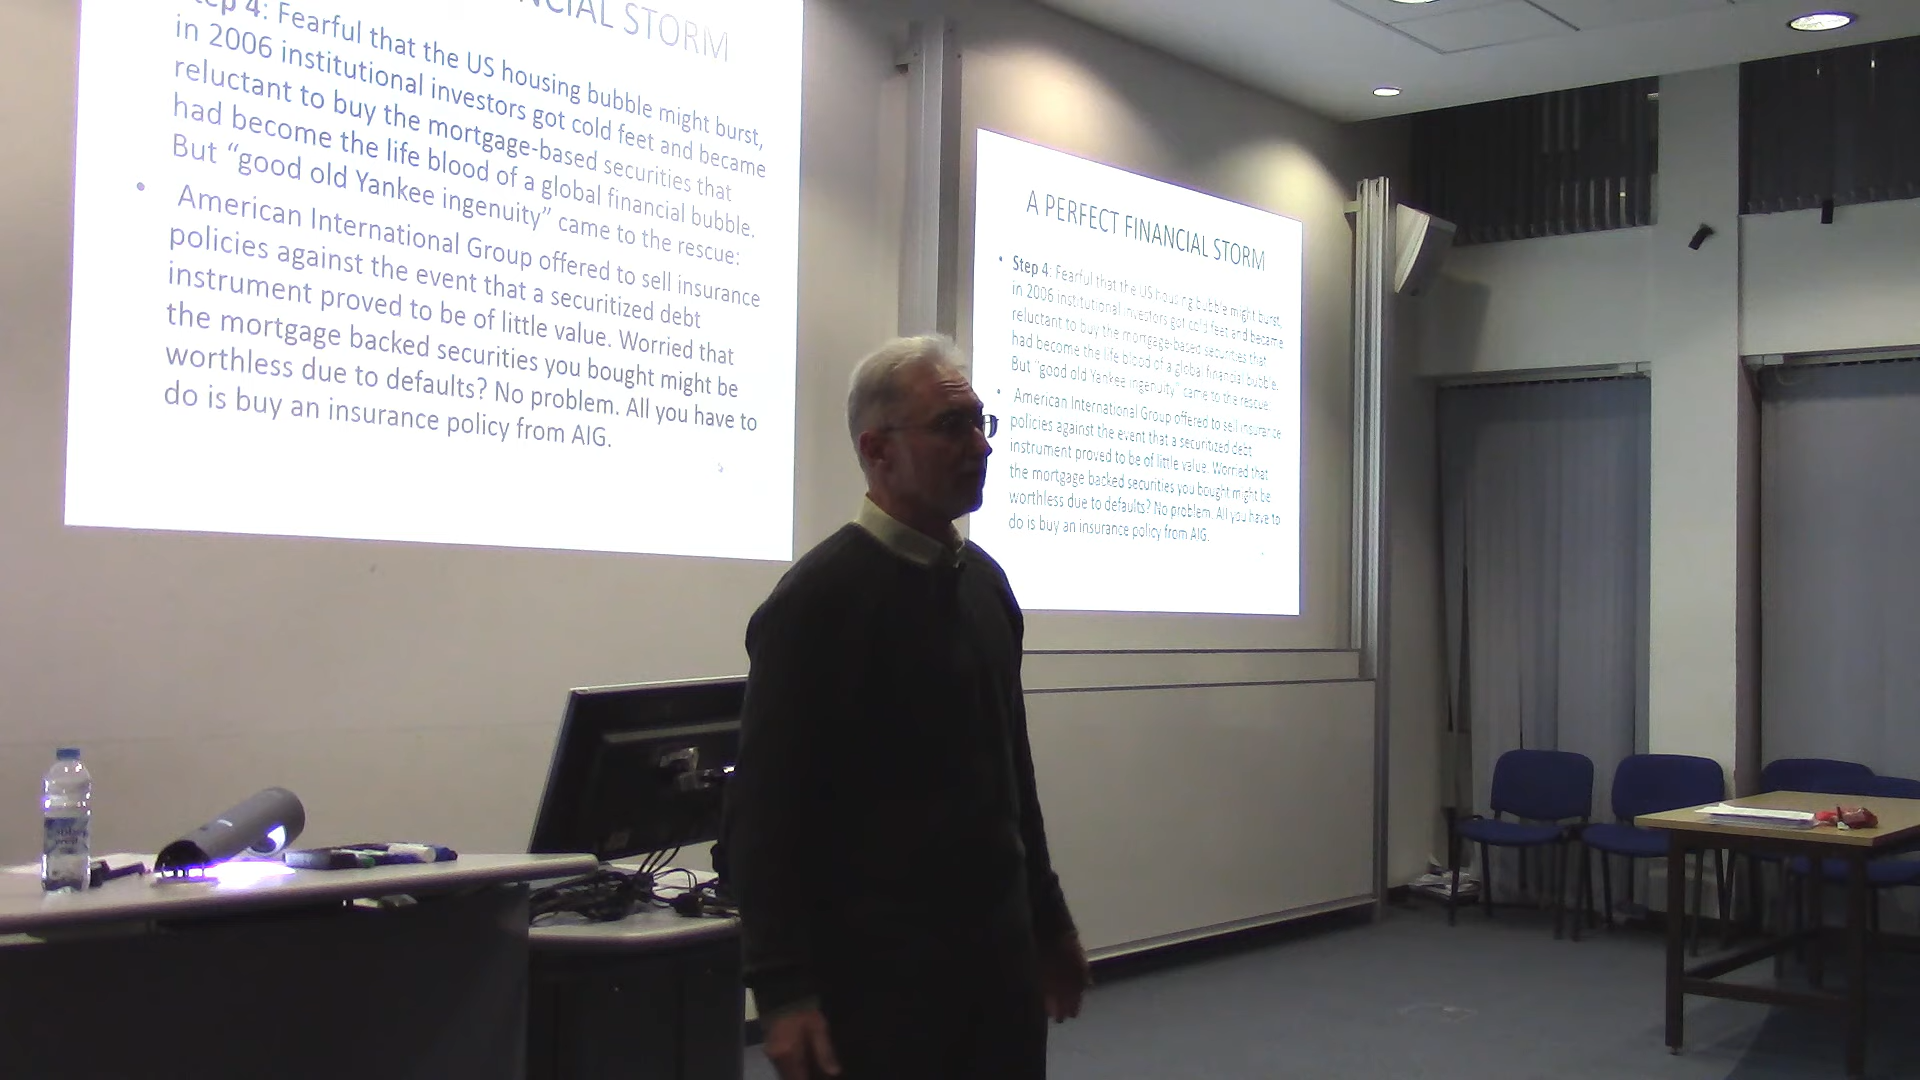 NCIAL STORM
Step 4: Fearful that the US housing bubble might burst,
in 2006 institutional investors got cold feet and became
reluctant to buy the mortgage-based securities that
had become the life blood of a global financial bubble.
But “good old Yankee ingenuity” came to the rescue:
• American International Group offered to sell insurance
policies against the event that a securitized debt
instrument proved to be of little value. Worried that
the mortgage backed securities you bought might be
worthless due to defaults? No problem. All you have to
do is buy an insurance policy from AIG.
A PERFECT FINANCIAL STORM
• Step 4: Fearful that the US housing bubble might burst,
in 2006 institutional investors got cold feet and became
reluctant to buy the mortgage-based securities that
had become the life blood of a global financial bubble.
But “good old Yankee ingenuity” came to the rescue:
• American International Group offered to sell insurance
policies against the event that a securitized debt
instrument proved to be of little value. Worried that
the mortgage backed securities you bought might be
worthless due to defaults? No problem. All you have to
do is buy an insurance policy from AIG.